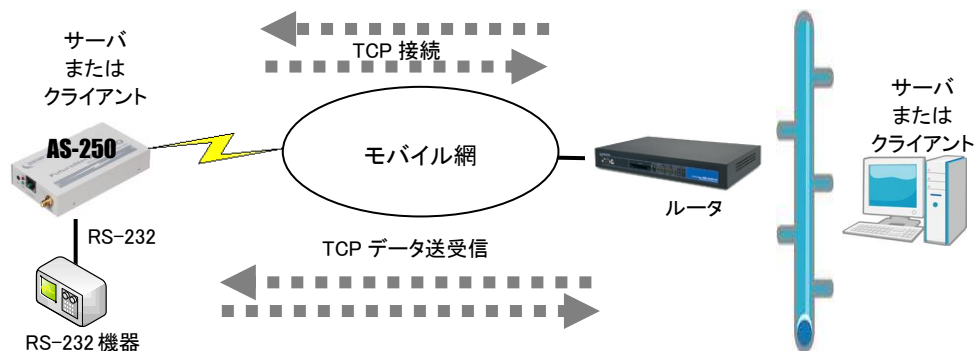 サーバ
または
クライアント
AS-250
RS-232
RS-232 機器
TCP 接続
モバイル網
TCP データ送受信
ルータ
サーバ
または
クライアント